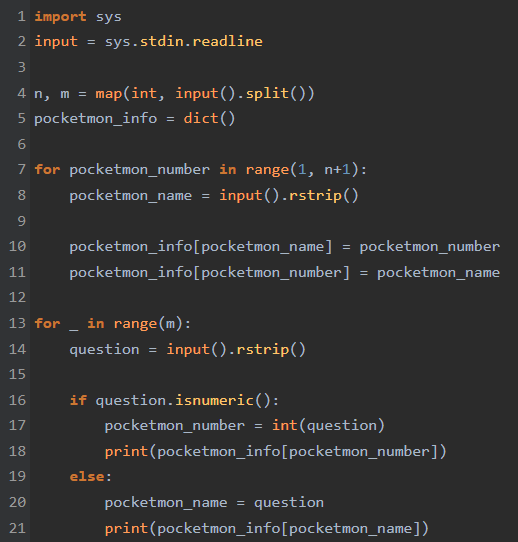 1 import sys
2 input = sys.stdin.readline
3
4 n, m = map(int, input().split())
5 pocketmon_info = dict()
6
7 for pocketmon_number in range(1, n+1):
8     pocketmon_name = input().rstrip()
9
10     pocketmon_info[pocketmon_name] = pocketmon_number
11     pocketmon_info[pocketmon_number] = pocketmon_name
12
13 for _ in range(m):
14     question = input().rstrip()
15
16     if question.isnumeric():
17         pocketmon_number = int(question)
18         print(pocketmon_info[pocketmon_number])
19     else:
20         pocketmon_name = question
21         print(pocketmon_info[pocketmon_name])